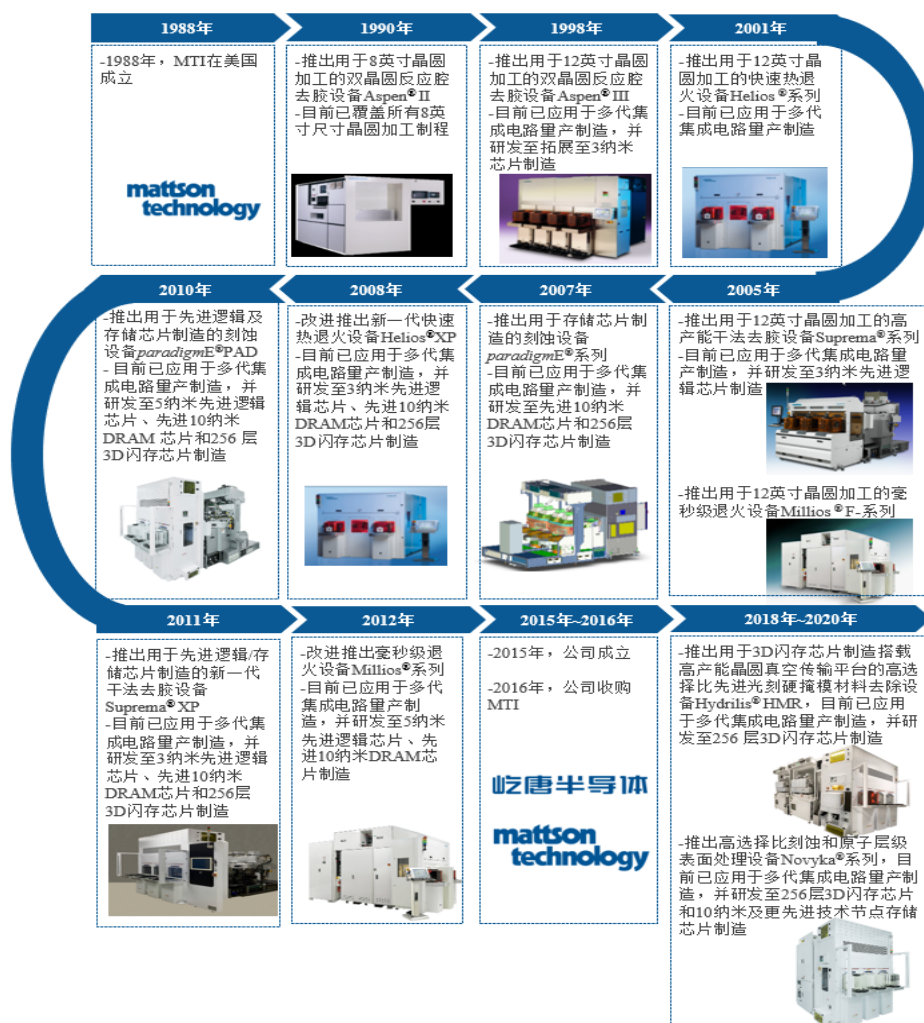 1988年
-1988年，MTI在美国
成立
mattson
technology
1990年
-推出用于8英寸晶圆
加工的双晶圆反应腔
去胶设备Aspen®II
-目前已覆盖所有8英
寸尺寸晶圆加工制程
1998年
-推出用于12英寸晶圆
加工的双晶圆反应腔
去胶设备Aspen®III
-目前已应用于多代集
成电路量产制造，并
研发至拓展至3纳米
芯片制造
2001年
-推出用于12英寸晶
圆加工的快速热退
火设备Helios®系列
-目前已应用于多代
集成电路量产制造
2005年
-推出用于12英寸晶圆加工的高
产能干法去胶设备Suprema®系列
-目前已应用于多代集成电路量
产制造，并研发至3纳米先进逻
辑芯片制造
-推出用于12英寸晶圆加工的毫
秒级退火设备Millios®F-系列
2007年
-推出用于存储芯片制
造的刻蚀设备
paradigmE®系列
-目前已应用于多代集
成电路量产制造，并
研发至先进10纳米
DRAM芯片和256层
3D闪存芯片制造
2008年
-改进推出新一代快速
热退火设备Helios®XP
-目前已应用于多代集
成电路量产制造，并
研发至3纳米先进逻
辑芯片、先进10纳米
DRAM芯片和256层
3D闪存芯片制造
2010年
-推出用于先进逻辑及
存储芯片制造的刻蚀
设备paradigmE®PAD
- 目前已应用于多代集
成电路量产制造，并
研发至5纳米先进逻辑
芯片、先进10纳米
DRAM 芯片和256 层
3D闪存芯片制造
2011年
-推出用于先进逻辑/存
储芯片制造的新一代
干法去胶设备
Suprema®XP
-目前已应用于多代集
成电路量产制造，并
研发至3纳米先进逻辑
芯片、先进10纳米
DRAM芯片和256层
3D闪存芯片制造
2012年
-改进推出毫秒级退
火设备Millios®系列
-目前已应用于多代
集成电路量产制
造，并研发至5纳米
先进逻辑芯片、先
进10纳米DRAM芯
片制造
2015年~2016年
-2015年，公司成立
-2016年，公司收购
MTI
屹唐半导体
mattson
technology
2018年~2020年
-推出用于3D闪存芯片制造搭载
高产能晶圆真空传输平台的高选
择比先进光刻硬掩模材料去除设
备Hydrilis®HMR，目前已应用
于多代集成电路量产制造，并研
发至256 层3D闪存芯片制造
-推出高选择比刻蚀和原子层级
表面处理设备Novyka®系列，目
前已应用于多代集成电路量产制
造，并研发至256层3D闪存芯片
和10纳米及更先进技术节点存储
芯片制造